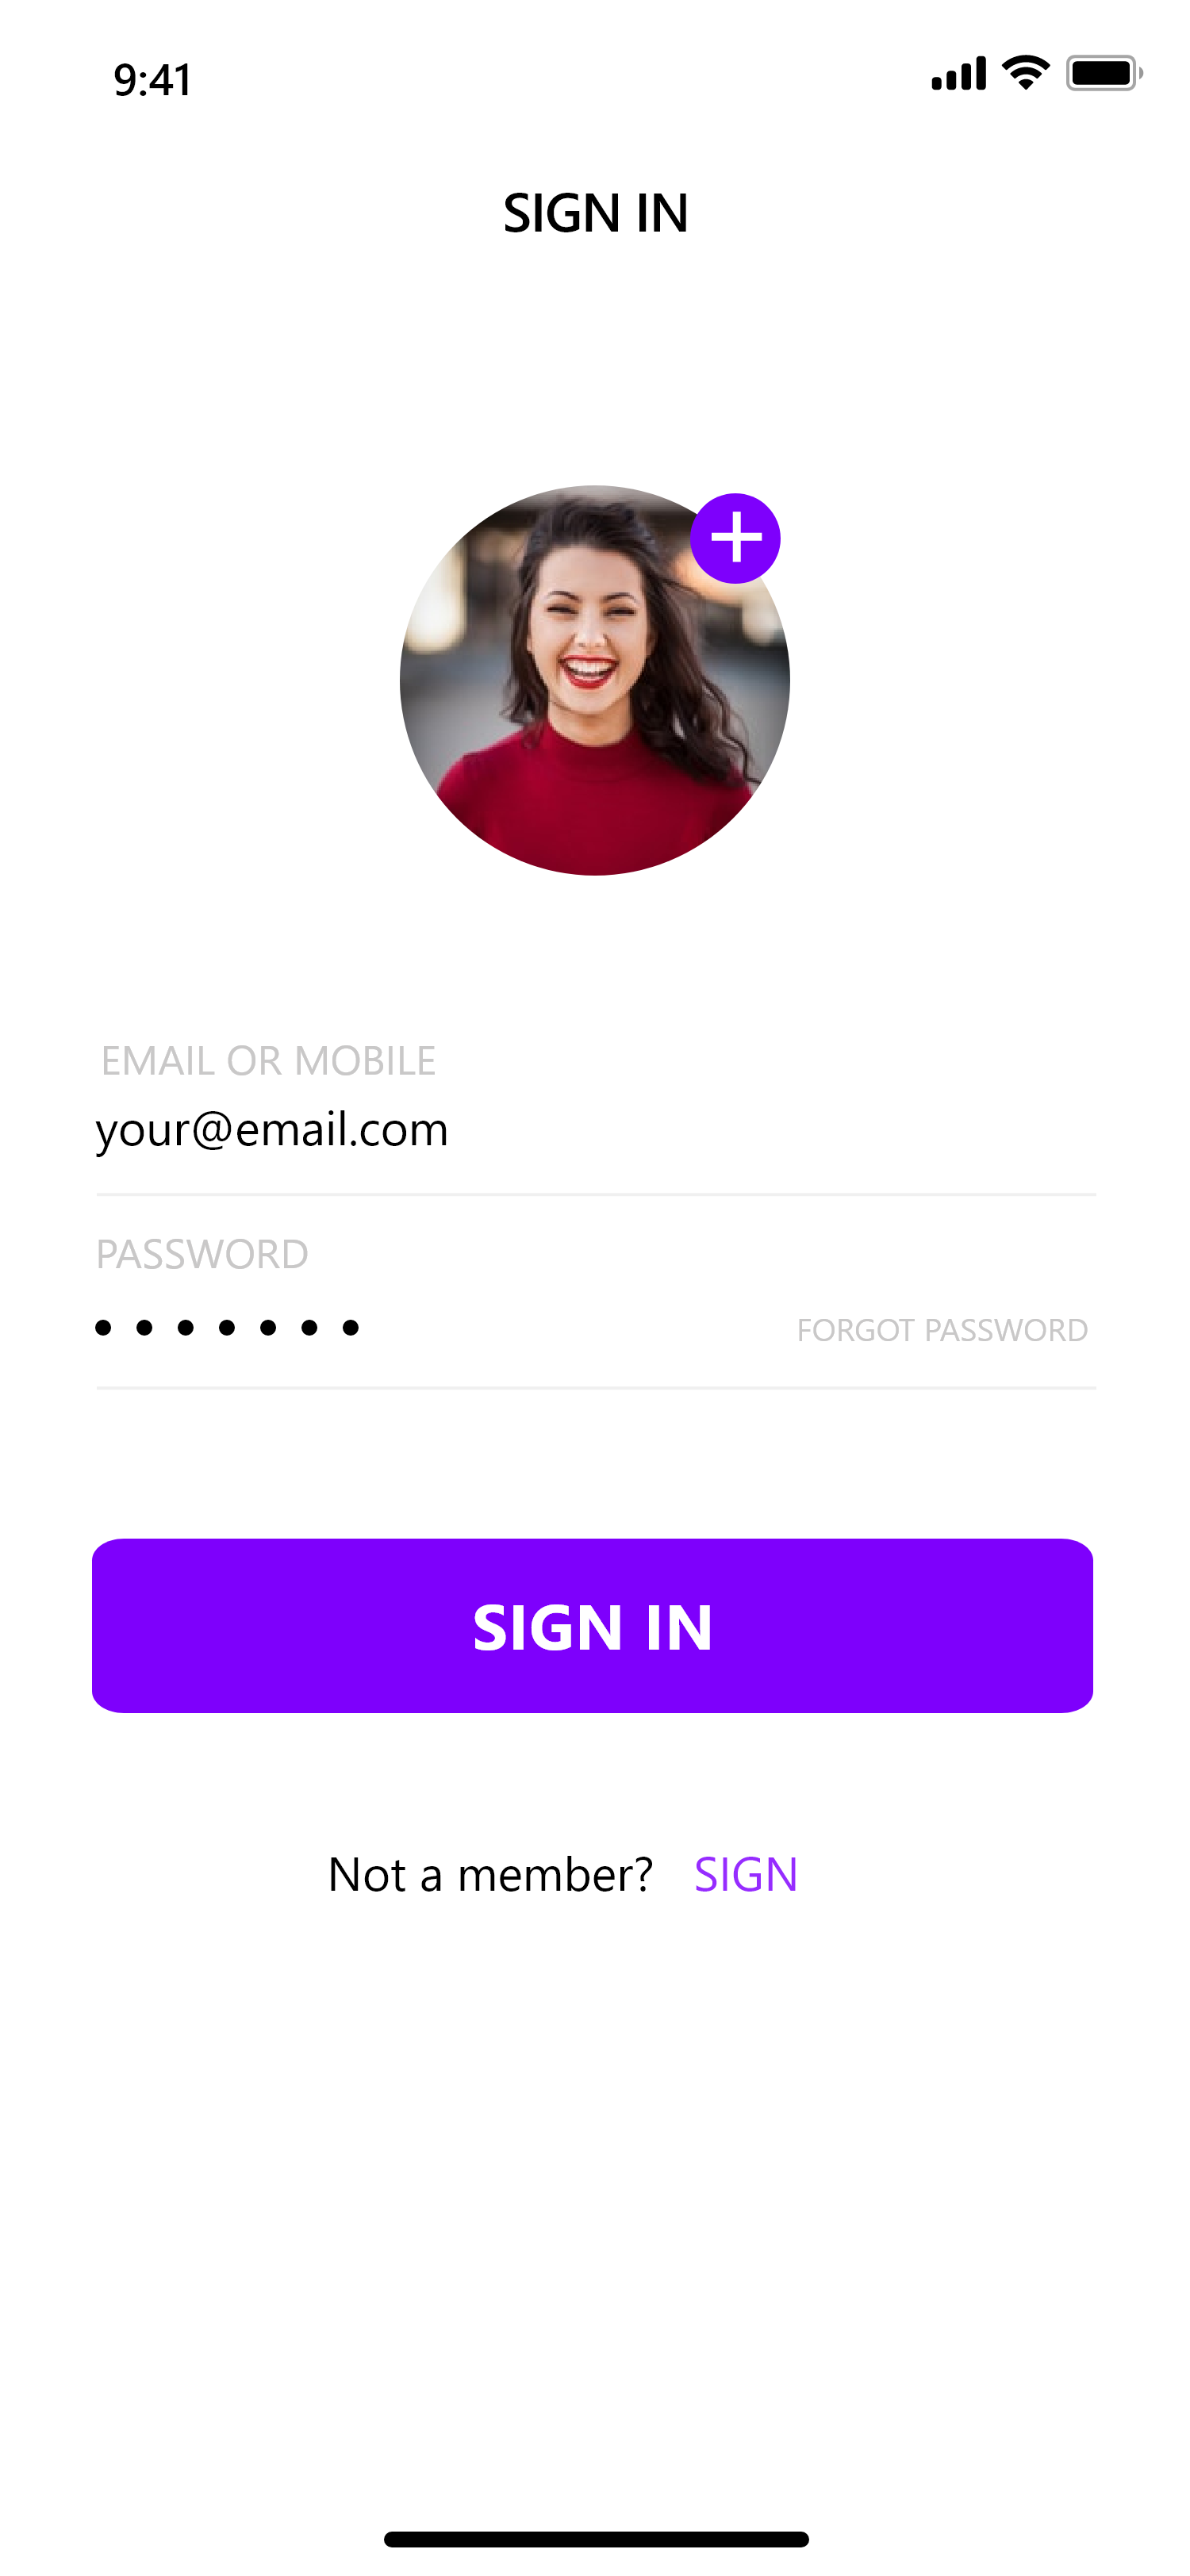 9:41
SIGN IN
EMAIL OR MOBILE
your@email.com
PASSWORD
FORGOT PASSWORD
SIGN IN
Not a member? SIGN